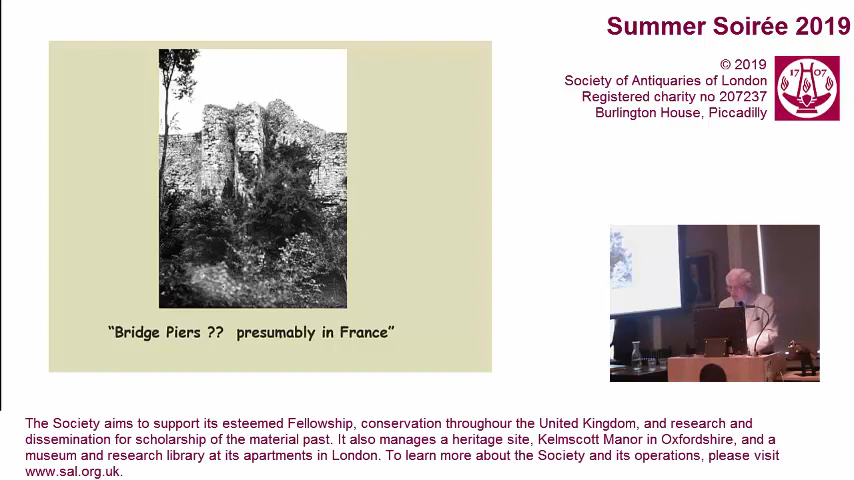 Summer Soirée 2019
© 2019
Society of Antiquaries of London
Registered charity no 207237
Burlington House, Piccadilly
17 07
“Bridge Piers ?? presumably in France”
The Society aims to support its esteemed Fellowship, conservation throughour the United Kingdom, and research and
dissemination for scholarship of the material past. It also manages a heritage site, Kelmscott Manor in Oxfordshire, and a
museum and research library at its apartments in London. To learn more about the Society and its operations, please visit
www.sal.org.uk.